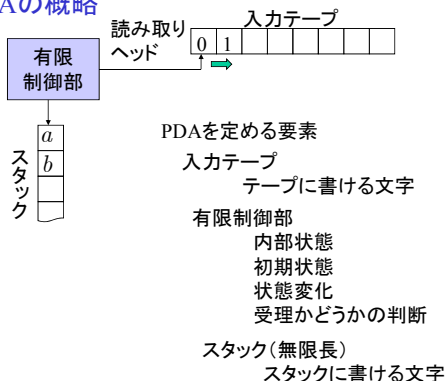 Aの概略
読み取り
ヘッド
入力テープ
0 1
有限
制御部
a
b
スタック
PDAを定める要素
入力テープ
テープに書ける文字
有限制御部
内部状態
初期状態
状態変化
受理かどうかの判断
スタック(無限長)
スタックに書ける文字